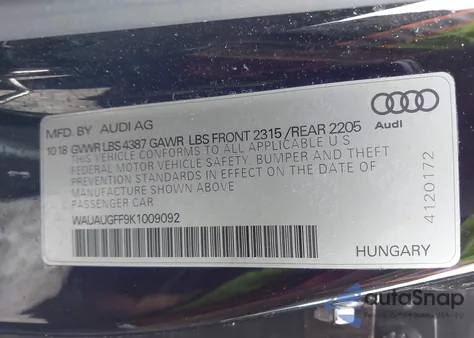 MFD. BY AUDI AG
10 18 GVWR LBS 4387 GAWR LBS FRONT 2315 /REAR 2205
THIS VEHICLE CONFORMS TO ALL APPLICABLE U S
FEDERAL MOTOR VEHICLE SAFETY, BUMPER AND THEFT
PREVENTION STANDARDS IN EFFECT ON THE DATE OF
MANUFACTURE SHOWN ABOVE
PASSENGER CAR
WAUAUGFF9K1009092
HUNGARY
Audi
4120172
autoSnap